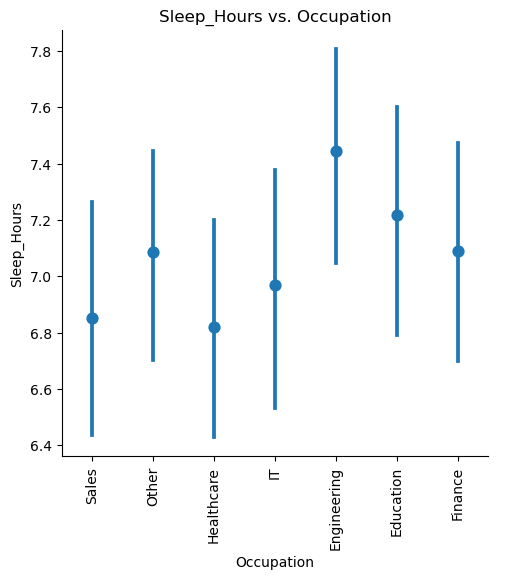 Sleep_Hours vs. Occupation
Sleep_Hours
7.8
7.6
7.4
7.2
7.0
6.8
6.6
6.4
Sales
Other
Healthcare
IT
Engineering
Education
Finance
Occupation